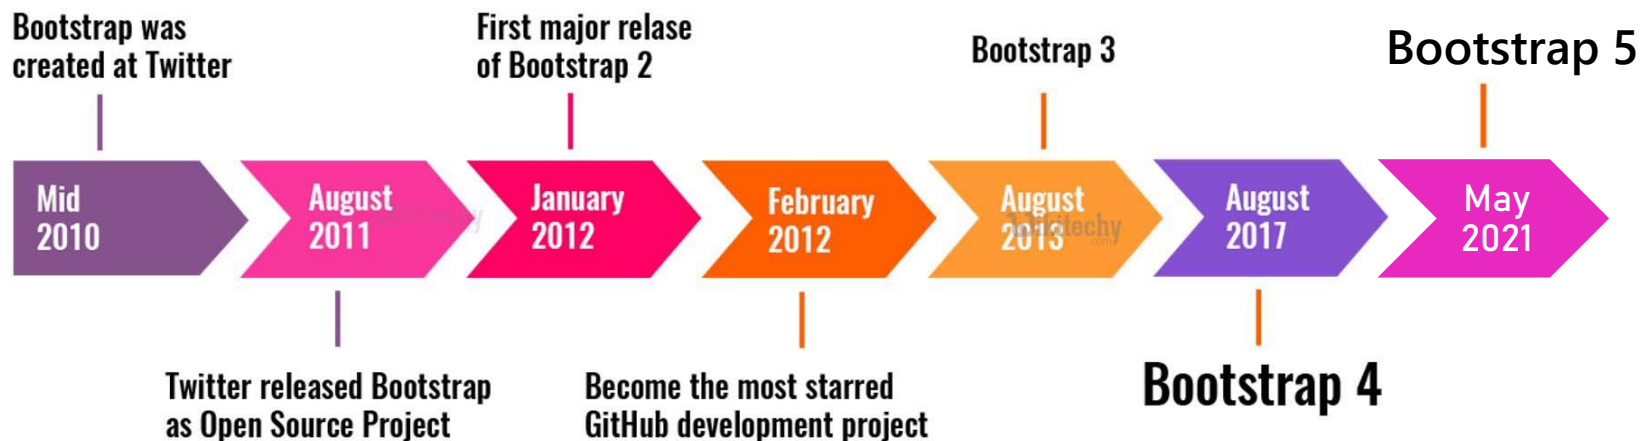 Bootstrap was
created at Twitter
First major relase
of Bootstrap 2
Bootstrap 3
Bootstrap 5
Mid
2010
August
2011
January
2012
February
2012
August
2013
Wikitechy
.com
August
2017
May
2021
Twitter released Bootstrap
as Open Source Project
Become the most starred
GitHub development project
Bootstrap 4